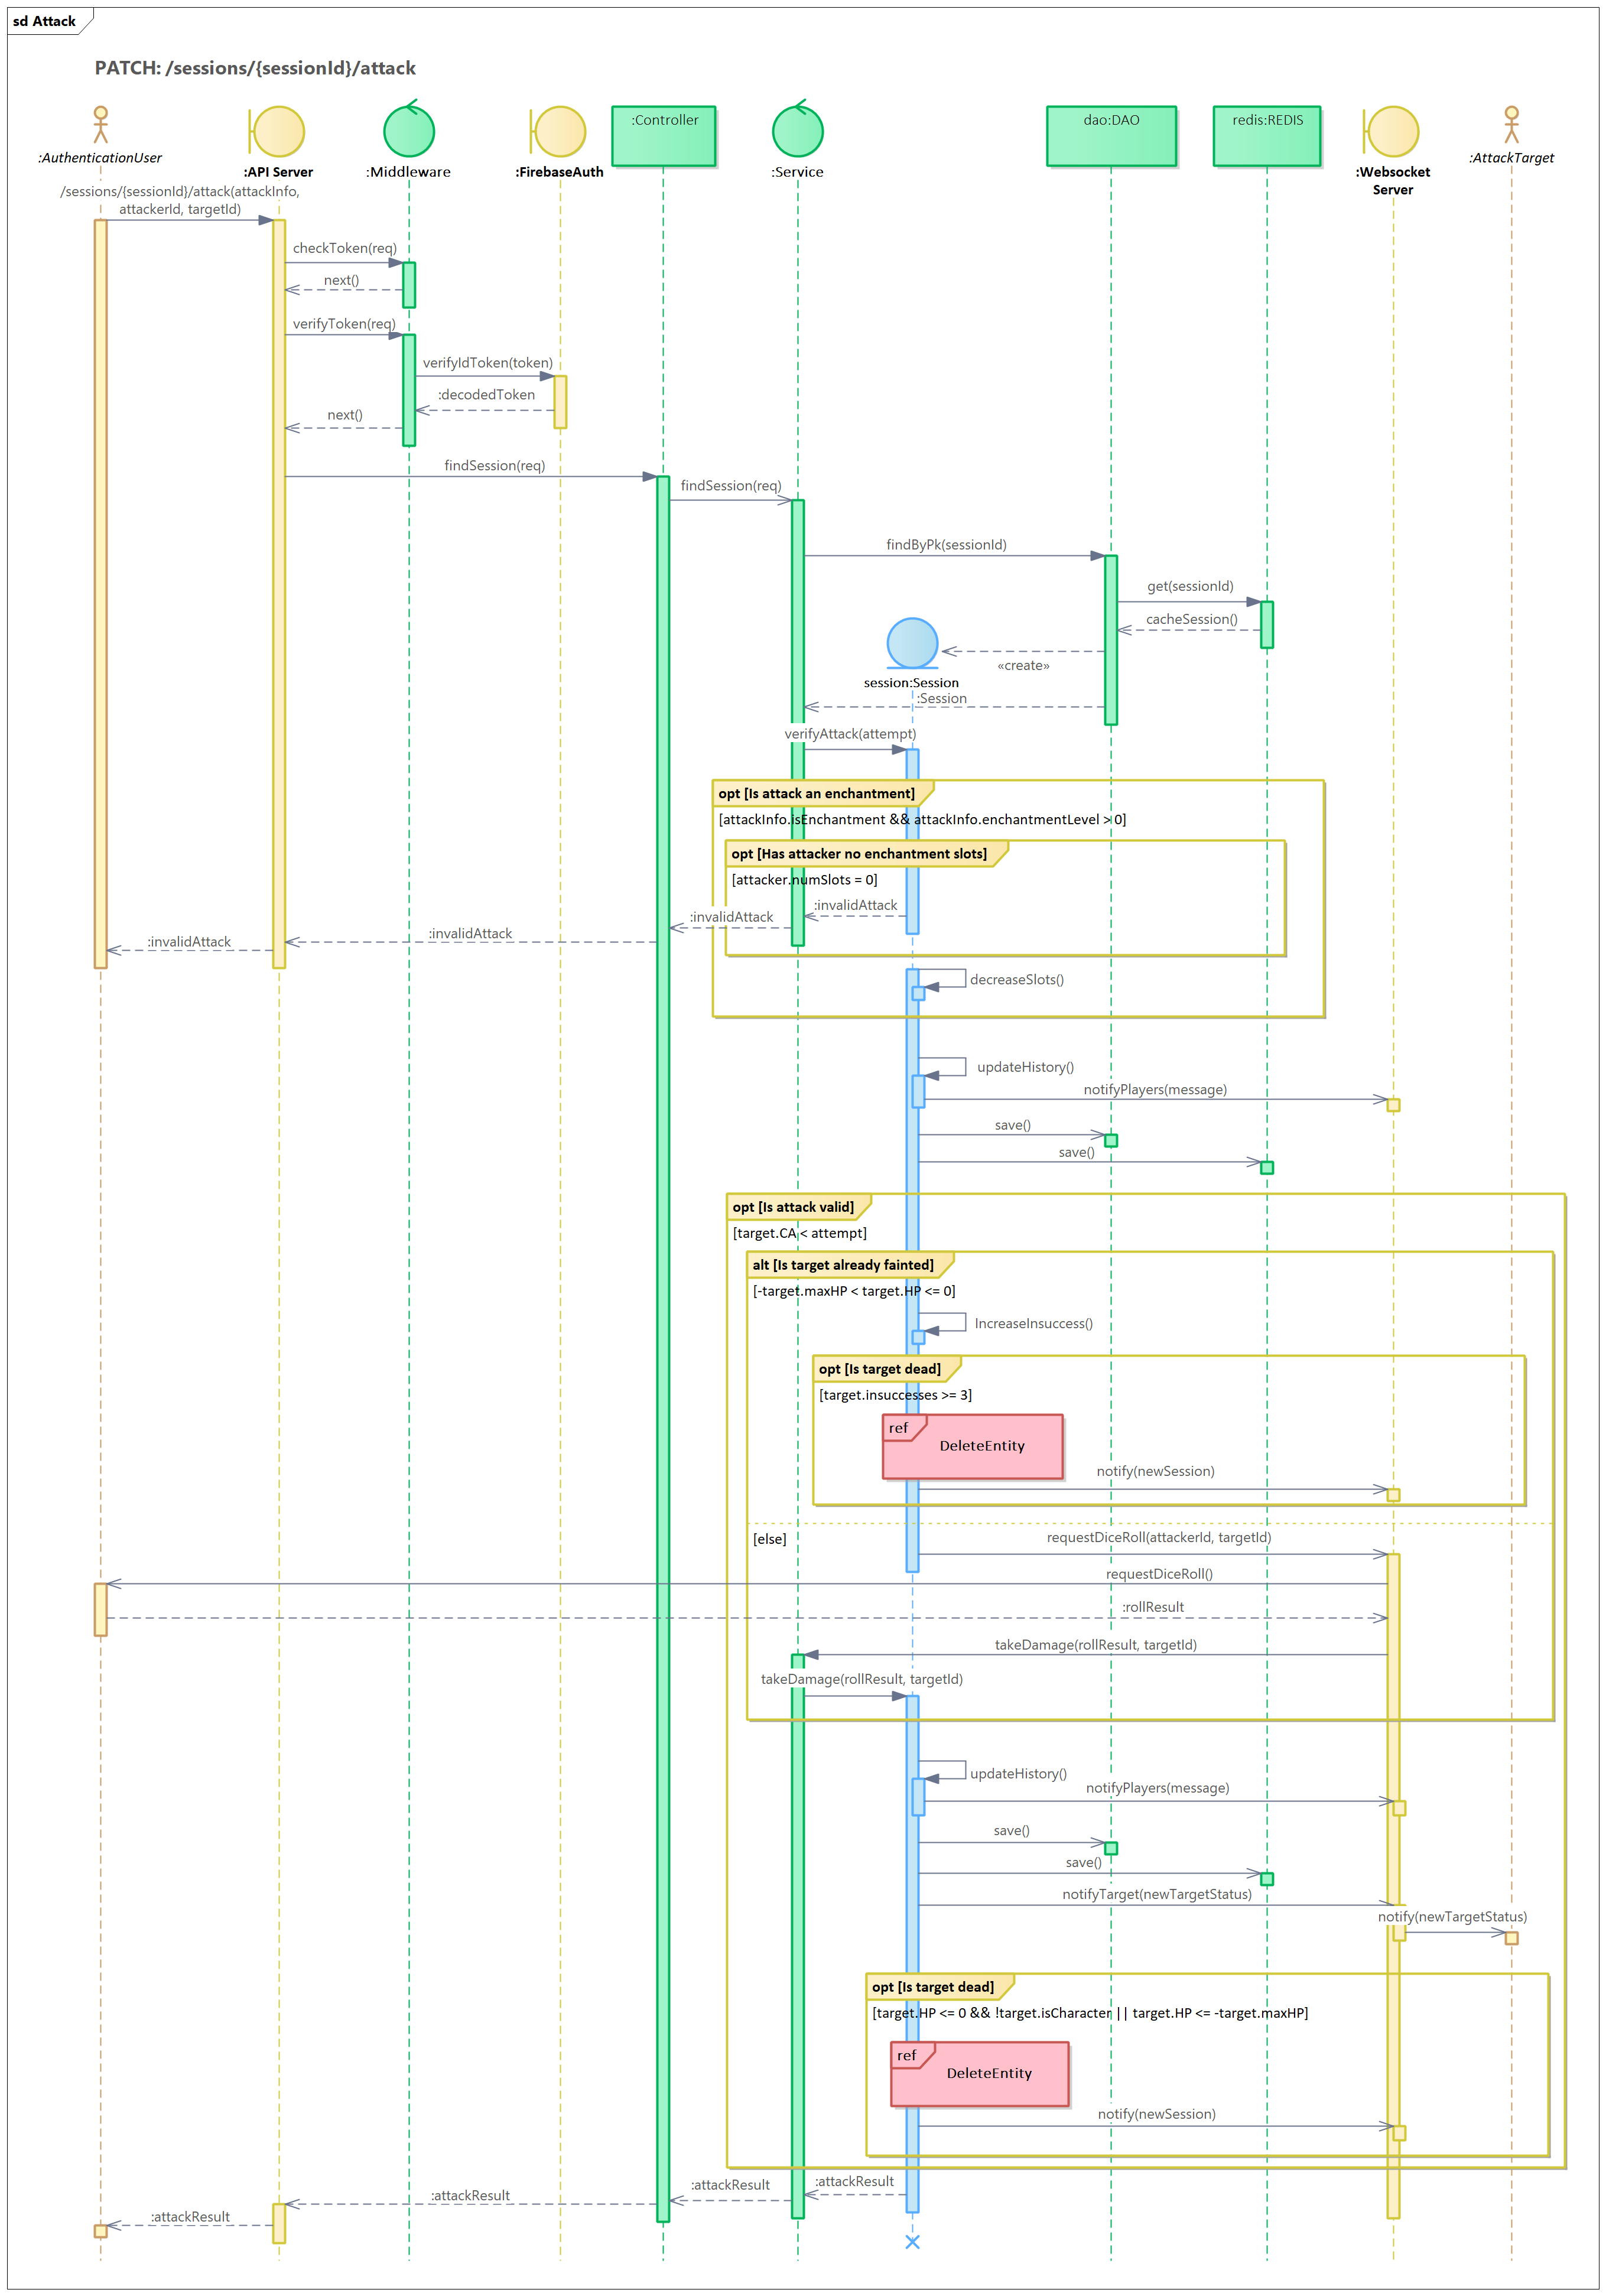 sd Attack
PATCH: /sessions/{sessionId}/attack
:AuthenticationUser
:API Server
:Middleware
:FirebaseAuth
:Controller
:Service
dao:DAO
redis:REDIS
:Websocket
Server
:AttackTarget
/sessions/{sessionId}/attack(attackInfo,
attackerId, targetId)
checkToken(req)
next()
verifyToken(req)
verifyIdToken(token)
:decodedToken
next()
findSession(req)
findSession(req)
findByPk(sessionId)
get(sessionId)
cacheSession()
«create»
session:Session
:Session
verifyAttack(attempt)
opt [Is attack an enchantment]
[attackInfo.isEnchantment && attackInfo.enchantmentLevel > 0]
opt [Has attacker no enchantment slots]
[attacker.numSlots = 0]
:invalidAttack
:invalidAttack
:invalidAttack
:invalidAttack
decreaseSlots()
updateHistory()
notifyPlayers(message)
save()
save()
opt [Is attack valid]
[target.CA < attempt]
alt [Is target already fainted]
[-target.maxHP < target.HP <= 0]
IncreaseInsuccess()
opt [Is target dead]
[target.insuccesses >= 3]
ref
DeleteEntity
notify(newSession)
[else]
requestDiceRoll(attackerId, targetId)
requestDiceRoll()
:rollResult
takeDamage(rollResult, targetId)
takeDamage(rollResult, targetId)
updateHistory()
notifyPlayers(message)
save()
save()
notifyTarget(newTargetStatus)
notify(newTargetStatus)
opt [Is target dead]
[target.HP <= 0 && !target.isCharacter || target.HP <= -target.maxHP]
ref
DeleteEntity
notify(newSession)
:attackResult
:attackResult
:attackResult
:attackResult